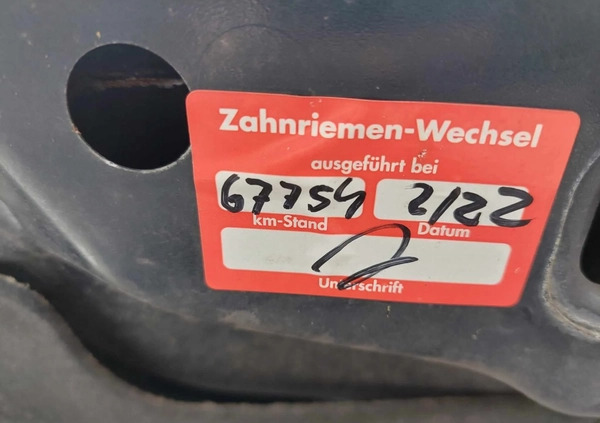 Zahnriemen-Wechsel
ausgeführt bei
67754 2/22
km-Stand Datum
Unterschrift